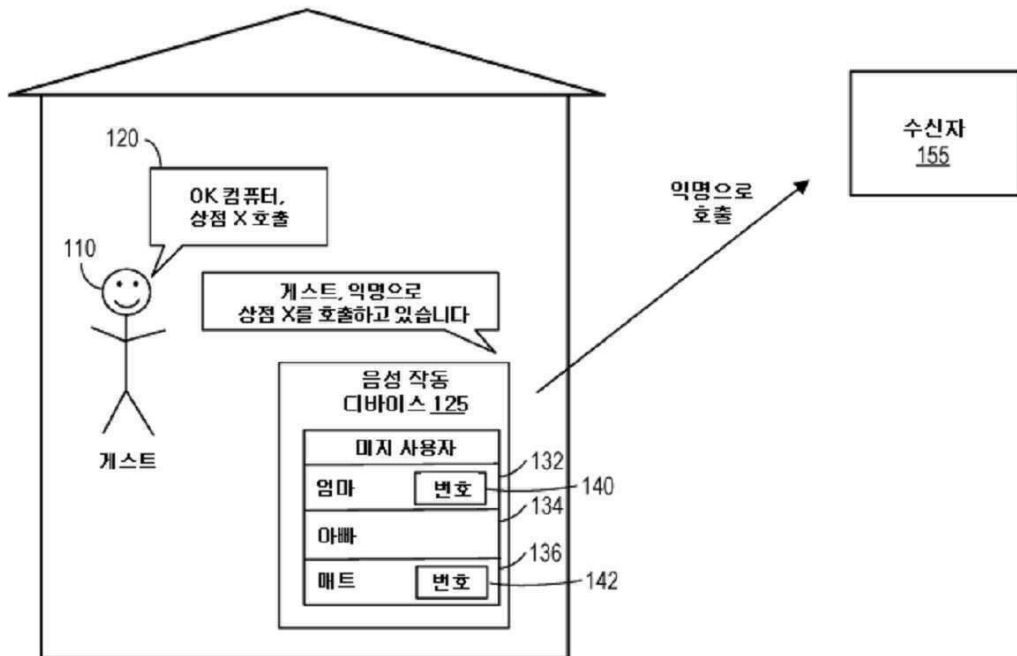 120
OK 컴퓨터,
상점 X 호출
110
게스트
게스트, 익명으로
상점 X를 호출하고 있습니다
음성 작동
디바이스 125
미지 사용자
엄마
번호
아빠
매트
번호
132
140
134
136
142
익명으로
호출
수신자
155